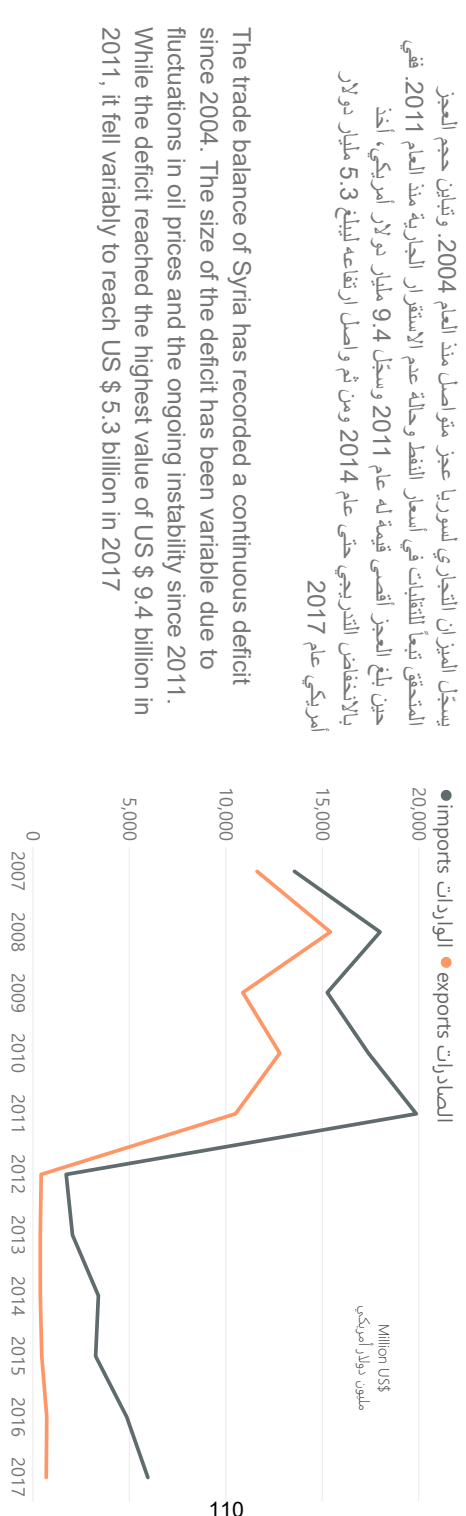 يسجّل الميزان التجاري لسوريا عجز متواصل منذ العام 2004. وتباين حجم العجز
المتحقق تبعاً للتقلبات في أسعار النفط وحالة عدم الاستقرار الجارية منذ العام 2011. ففي
حين بلغ العجز أقصى قيمة له عام 2011 وسجّل 9.4 مليار دولار أمريكي، أخذ
بالانخفاض التدريجي حتى عام 2014 ومن ثم واصل ارتفاعه ليبلغ 5.3 مليار دولار
أمريكي عام 2017
The trade balance of Syria has recorded a continuous deficit
since 2004. The size of the deficit has been variable due to
fluctuations in oil prices and the ongoing instability since 2011.
While the deficit reached the highest value of US $ 9.4 billion in
2011, it fell variably to reach US $ 5.3 billion in 2017
imports الواردات exports الصادرات
20,000
15,000
10,000
5,000
0
Million US$
مليون دولار أمريكي
2007 2008 2009 2010 2011 2012 2013 2014 2015 2016 2017
110